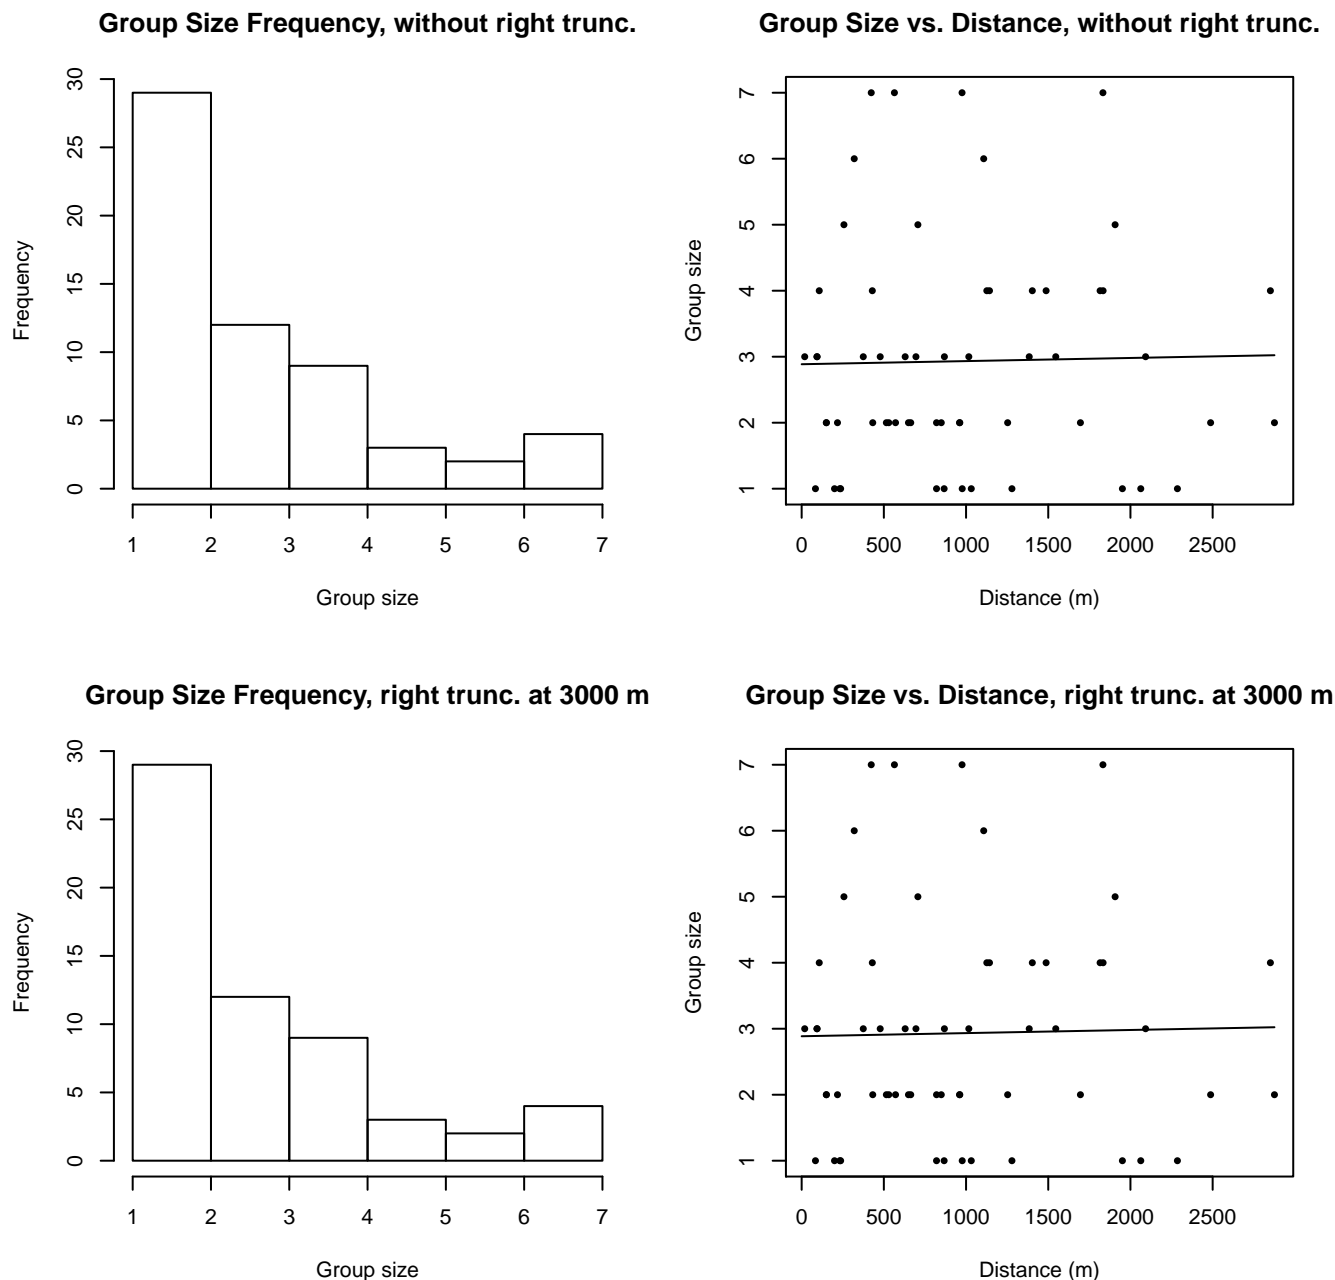 Group Size Frequency, without right trunc.
Frequency
0 5 10 15 20 25 30
1 2 3 4 5 6 7
Group size
Group Size vs. Distance, without right trunc.
Group size
1 2 3 4 5 6 7
0 500 1000 1500 2000 2500
Distance (m)
Group Size Frequency, right trunc. at 3000 m
Frequency
0 5 10 15 20 25 30
1 2 3 4 5 6 7
Group size
Group Size vs. Distance, right trunc. at 3000 m
Group size
1 2 3 4 5 6 7
0 500 1000 1500 2000 2500
Distance (m)